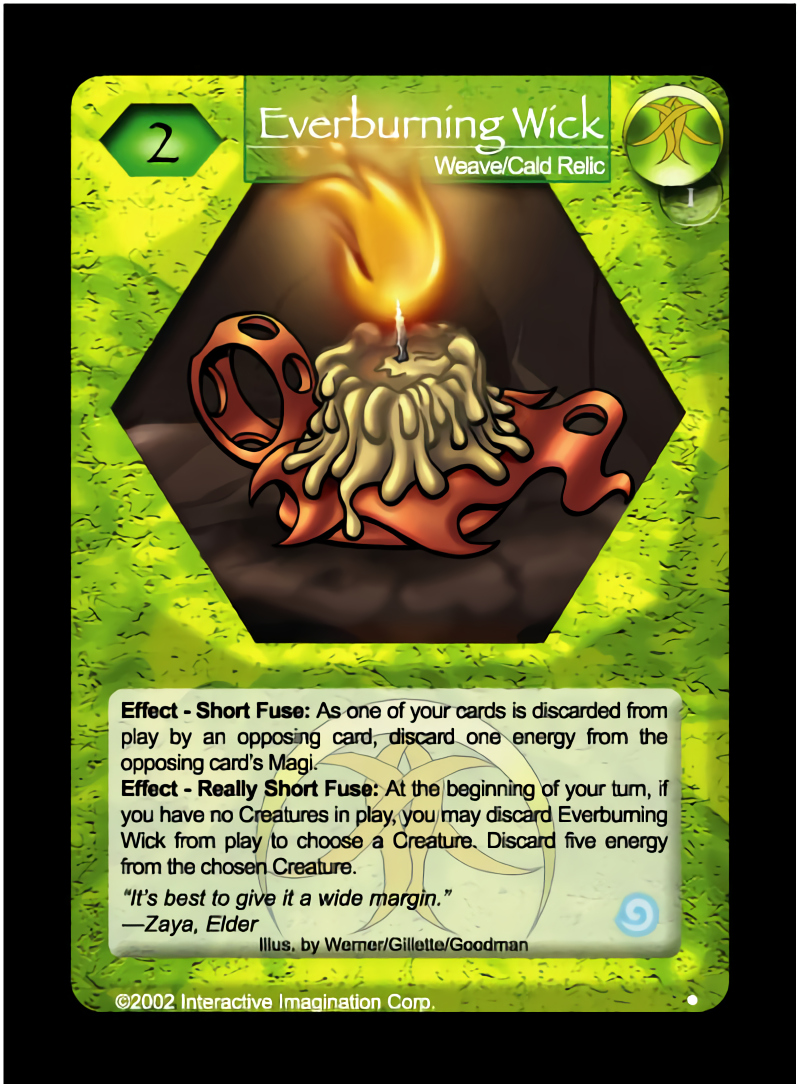 2
Everburning Wick
Weave/Cald Relic
I
Effect - Short Fuse: As one of your cards is discarded from
play by an opposing card, discard one energy from the
opposing card's Magi.
Effect - Really Short Fuse: At the beginning of your turn, if
you have no Creatures in play, you may discard Everburning
Wick from play to choose a Creature. Discard five energy
from the chosen Creature.
"It's best to give it a wide margin."
—Zaya, Elder
Illus. by Werner/Gillette/Goodman
©2002 Interactive Imagination Corp.